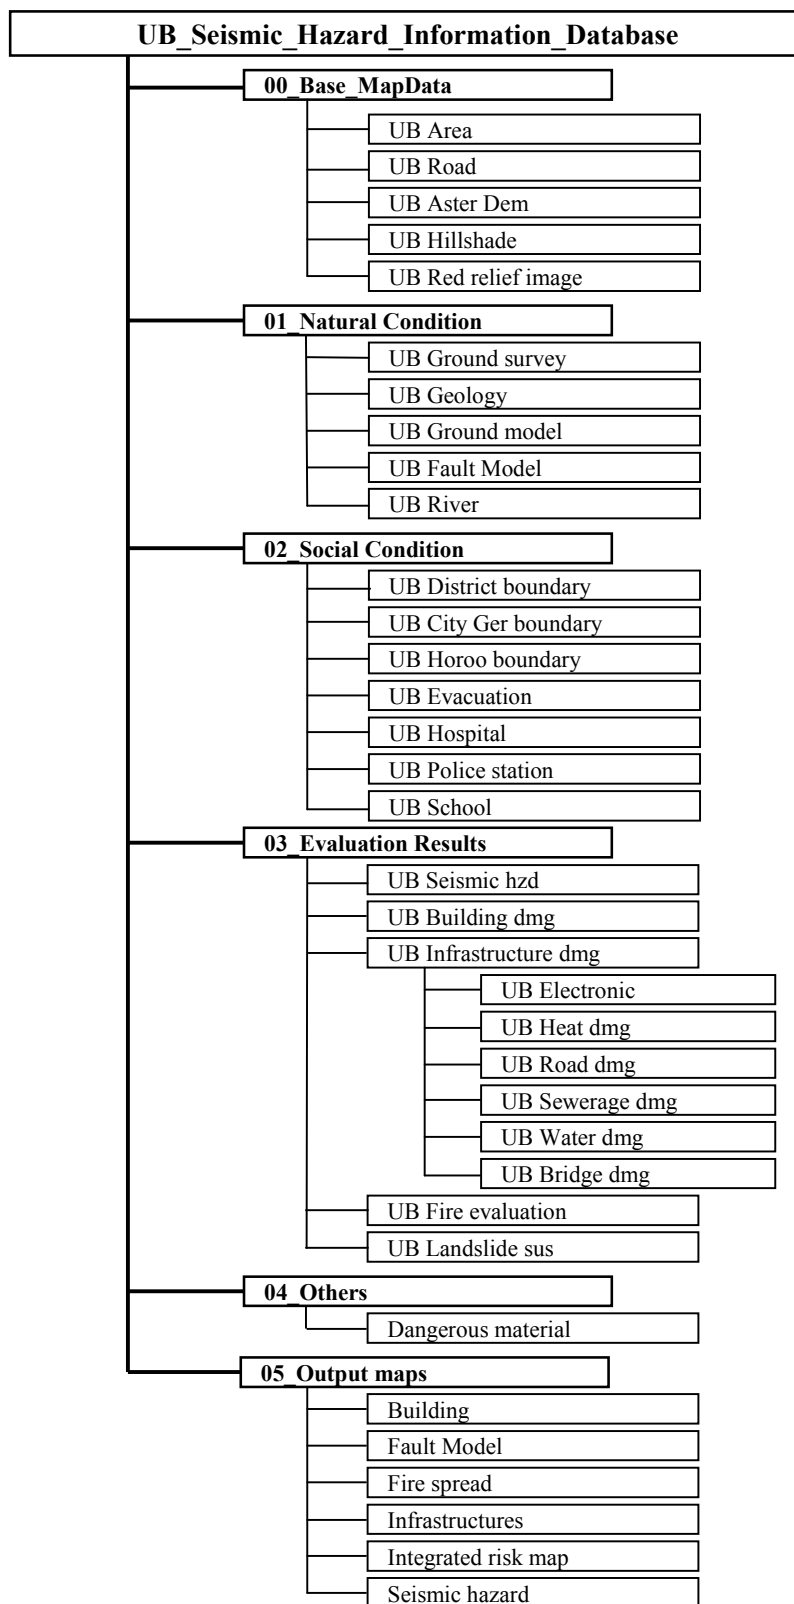 UB_Seismic_Hazard_Information_Database
00_Base_MapData
UB Area
UB Road
UB Aster Dem
UB Hillshade
UB Red relief image
01_Natural Condition
UB Ground survey
UB Geology
UB Ground model
UB Fault Model
UB River
02_Social Condition
UB District boundary
UB City Ger boundary
UB Horoo boundary
UB Evacuation
UB Hospital
UB Police station
UB School
03_Evaluation Results
UB Seismic hzd
UB Building dmg
UB Infrastructure dmg
UB Electronic
UB Heat dmg
UB Road dmg
UB Sewerage dmg
UB Water dmg
UB Bridge dmg
UB Fire evaluation
UB Landslide sus
04_Others
Dangerous material
05_Output maps
Building
Fault Model
Fire spread
Infrastructures
Integrated risk map
Seismic hazard